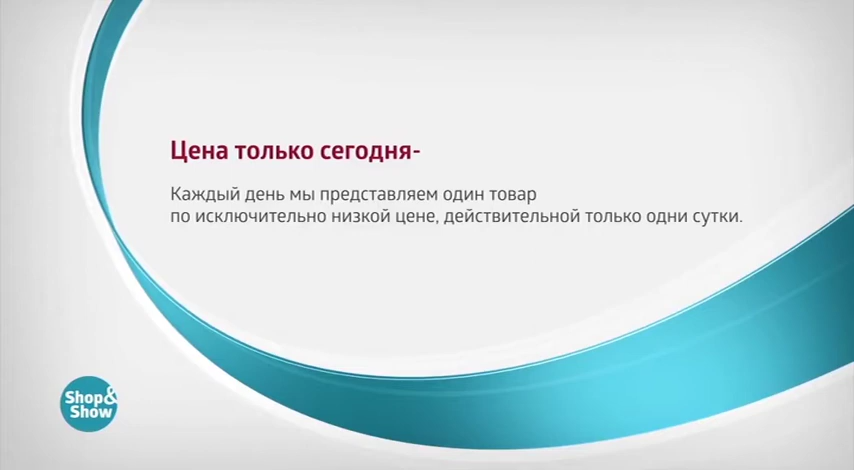 Цена только сегодня-
Каждый день мы представляем один товар
по исключительно низкой цене, действительной только одни сутки.
Shop&
Show